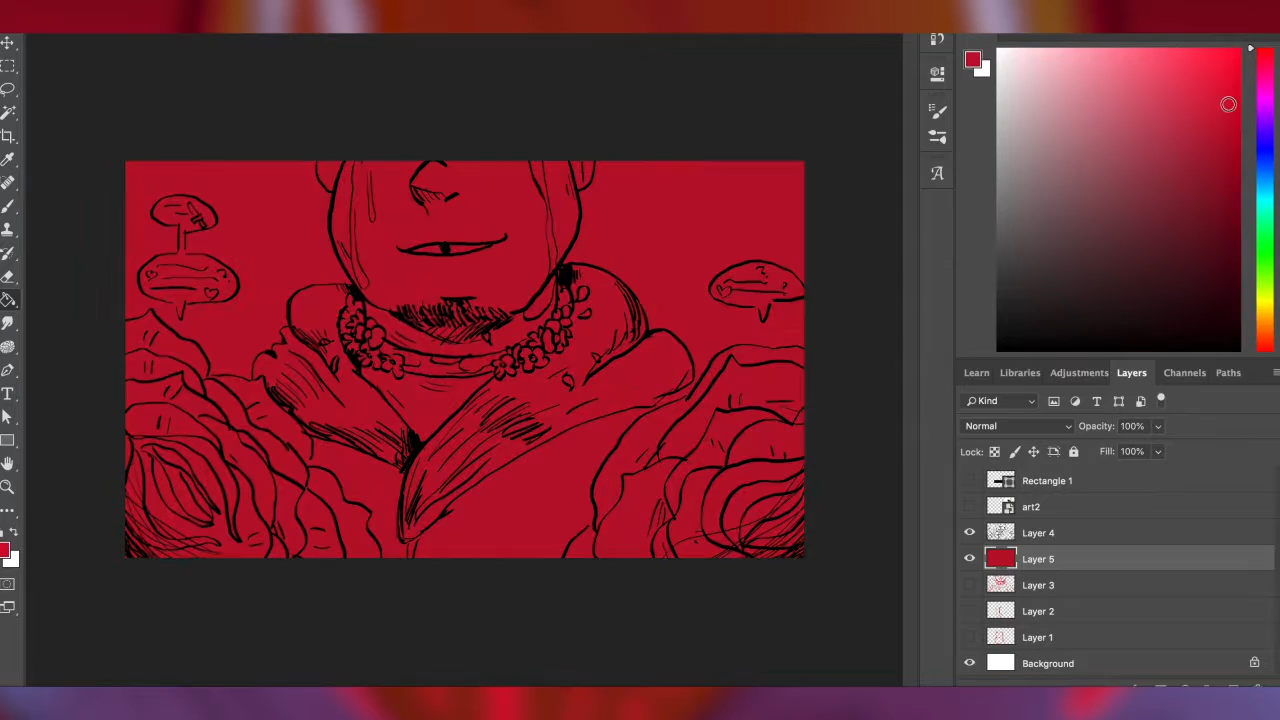 Learn Libraries Adjustments Layers Channels Paths
Kind
Normal Opacity: 100%
Lock: Fill: 100%
Rectangle 1
art2
Layer 4
Layer 5
Layer 3
Layer 2
Layer 1
Background